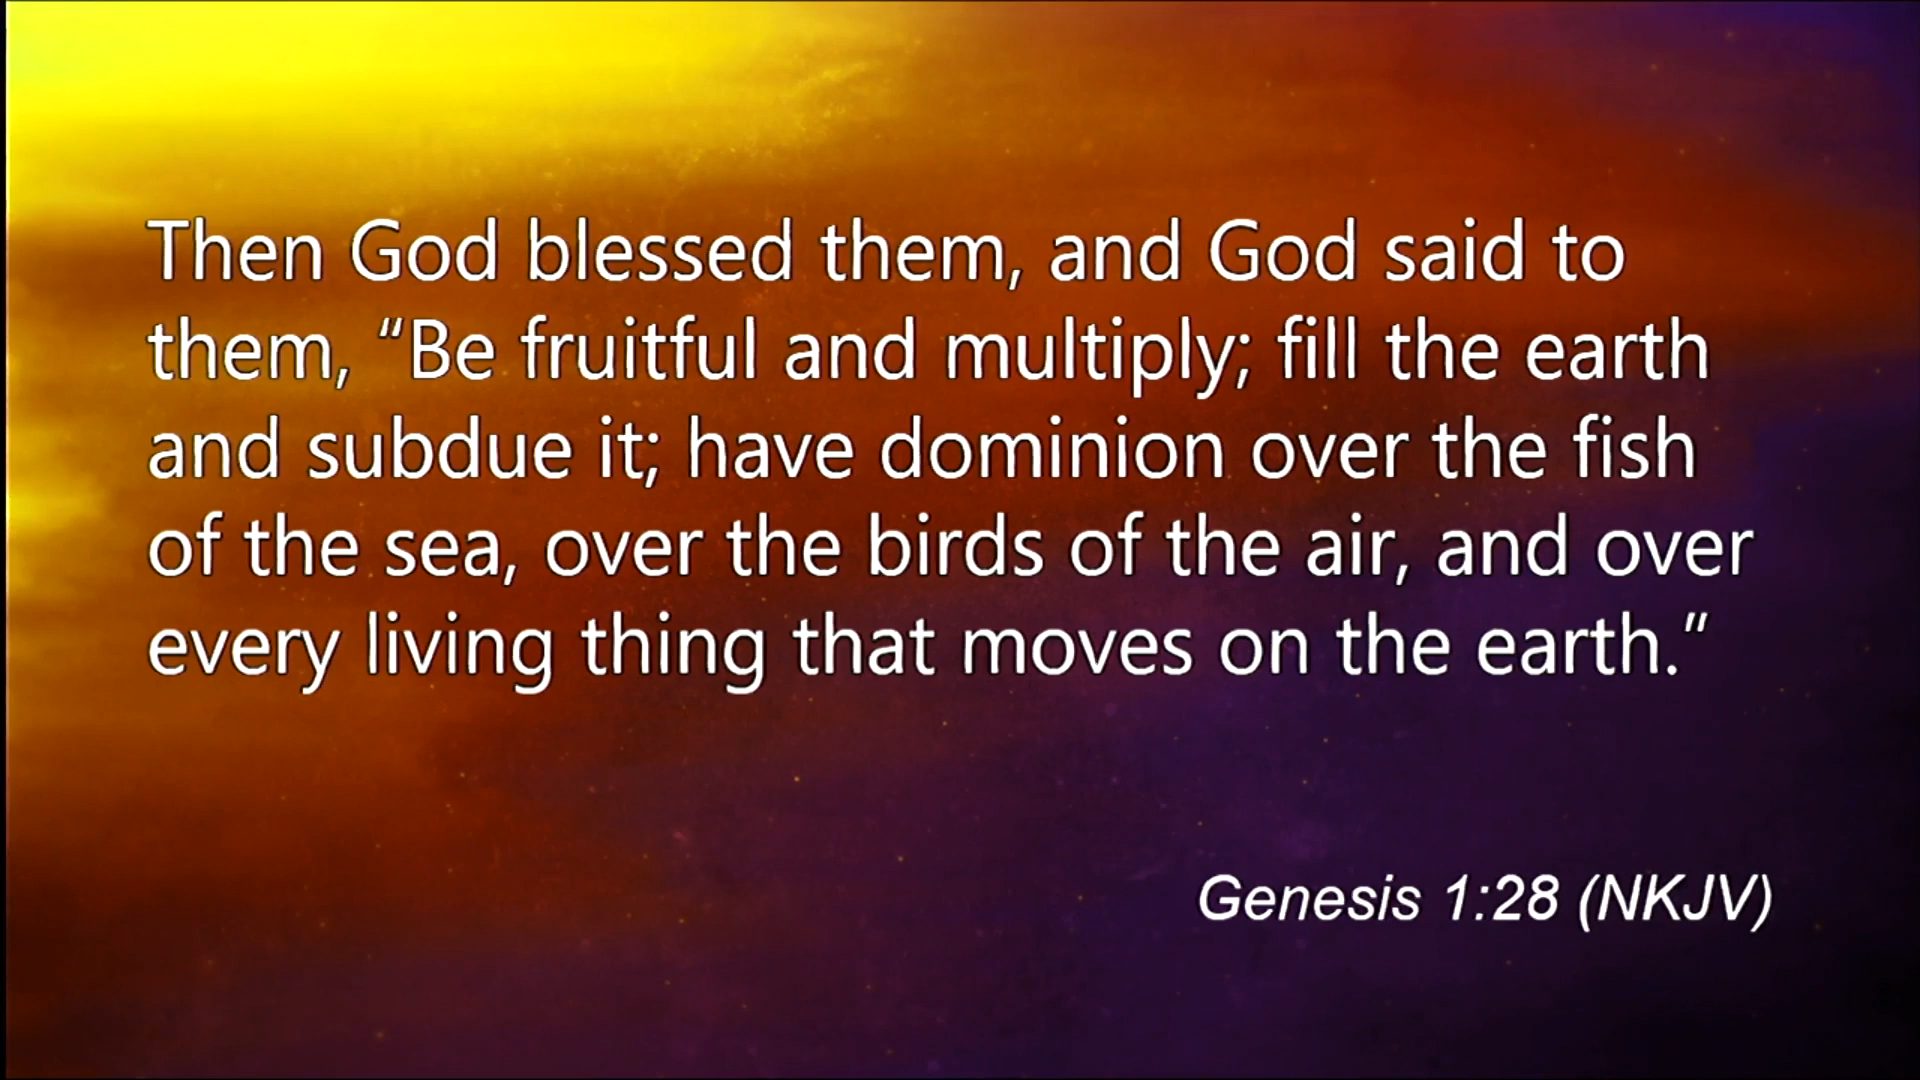 Then God blessed them, and God said to
them, “Be fruitful and multiply; fill the earth
and subdue it; have dominion over the fish
of the sea, over the birds of the air, and over
every living thing that moves on the earth.”
Genesis 1:28 (NKJV)